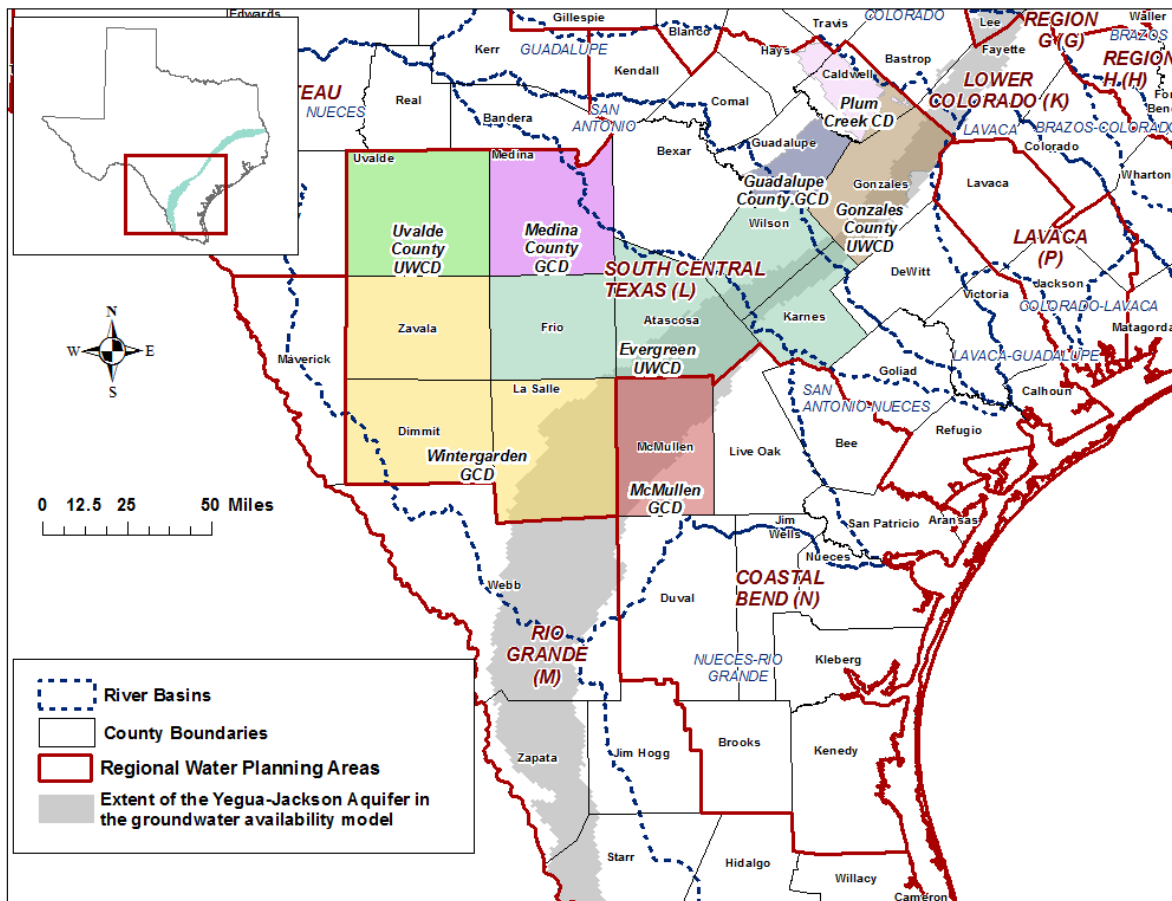 Edwards
Gillespie
Blanco
Travis
COLORADO
Lee
REGION
G (G)
Waller
BRAZOS
Kerr
GUADALUPE
Hays
Fayette
REGION
H (H)
Kendall
Caldwell
Bastrop
LOWER
COLORADO (K)
TEAU
NUECES
Real
Bandera
SAN
ANTONIO
Comal
Plum
Creek CD
LAVACA
BRAZOS-COLORADO
Colorado
Uvalde
Medina
Bexar
Guadalupe
Wharton
Guadalupe
County GCD
Gonzales
Lavaca
Uvalde
County
UWCD
Medina
County
GCD
Wilson
Gonzales
County
UWCD
LAVACA
(P)
SOUTH CENTRAL
TEXAS (L)
DeWitt
Jackson
Victoria
COLORADO-LAVACA
N
W
E
S
Maverick
Zavala
Frio
Atascosa
Karnes
Matagorda
Evergreen
UWCD
LAVACA-GUADALUPE
Goliad
La Salle
SAN
ANTONIO-NUECES
Calhoun
Dimmit
Wintergarden
GCD
McMullen
Live Oak
Bee
Refugio
McMullen
GCD
0 12.5 25 50 Miles
San Patricio
Aransas
Jim
Wells
Nueces
Webb
Duval
COASTAL
BEND (N)
RIO
GRANDE
(M)
NUECES-RIO
GRANDE
Kleberg
River Basins
County Boundaries
Regional Water Planning Areas
Extent of the Yegua-Jackson Aquifer in
the groundwater availability model
Zapata
Jim Hogg
Brooks
Kenedy
Starr
Hidalgo
Willacy
Cameron